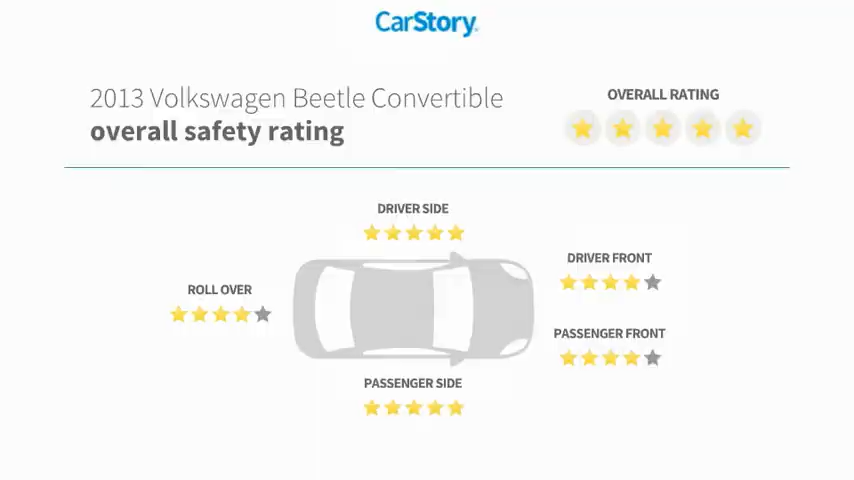 CarStory
2013 Volkswagen Beetle Convertible
overall safety rating
OVERALL RATING
DRIVER SIDE
DRIVER FRONT
ROLL OVER
PASSENGER FRONT
PASSENGER SIDE